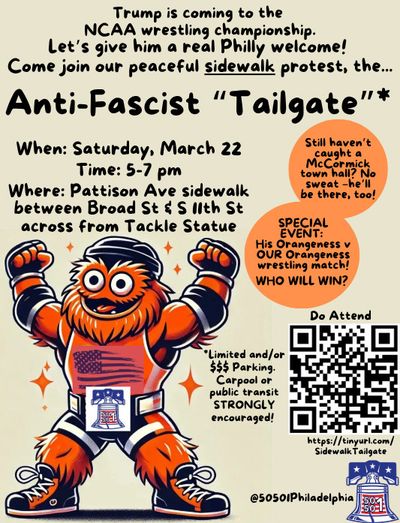 Trump is coming to the
NCAA wrestling championship.
Let's give him a real Philly welcome!
Come join our peaceful sidewalk protest, the...
Anti-Fascist “Tailgate”*
When: Saturday, March 22
Time: 5-7 pm
Where: Pattison Ave sidewalk
between Broad St & S 11th St
across from Tackle Statue
Still haven't
caught a
McCormick
town hall? No
sweat –he'll
be there, too!
SPECIAL
EVENT:
His Orangeness v
OUR Orangeness
wrestling match!
WHO WILL WIN?
Do Attend
*Limited and/or
$$$ Parking.
Carpool or
public transit
STRONGLY
encouraged!
https://tinyurl.com/
SidewalkTailgate
@50501Philadelphia
50
50 1